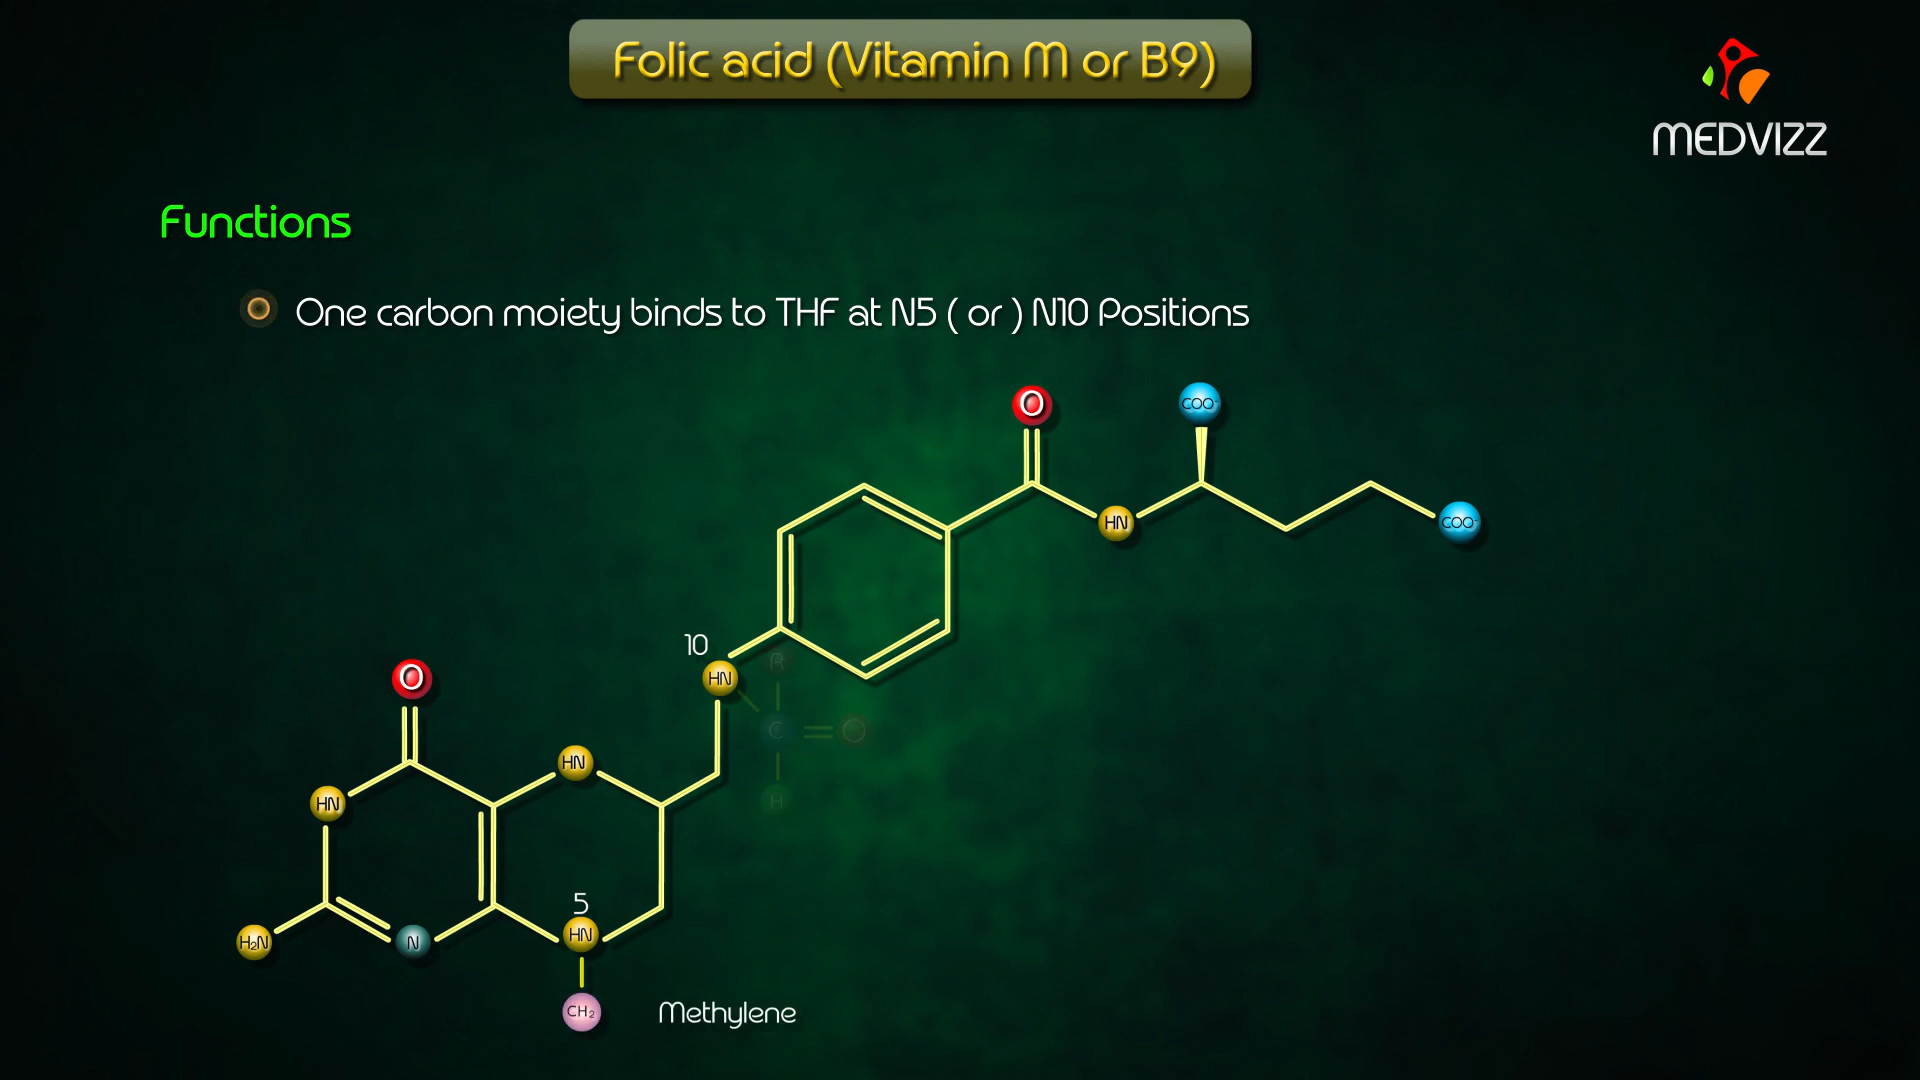 Folic acid (Vitamin M or B9)
MEDVIZZ
Functions
One carbon moiety binds to THF at N5 ( or ) N10 Positions
O
COO-
HN
COO-
10
HN
R
C
O
H
O
HN
HN
5
HN
H₂N
N
CH₂
Methylene